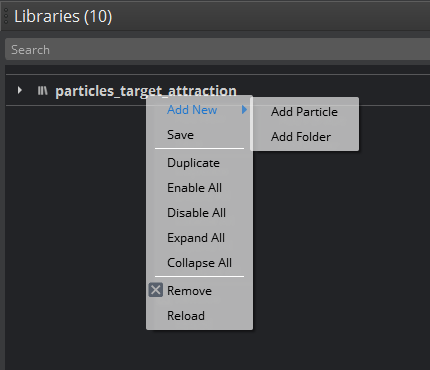 Libraries (10)
Search
particles_target_attraction
Add New
Add Particle
Add Folder
Save
Duplicate
Enable All
Disable All
Expand All
Collapse All
Remove
Reload